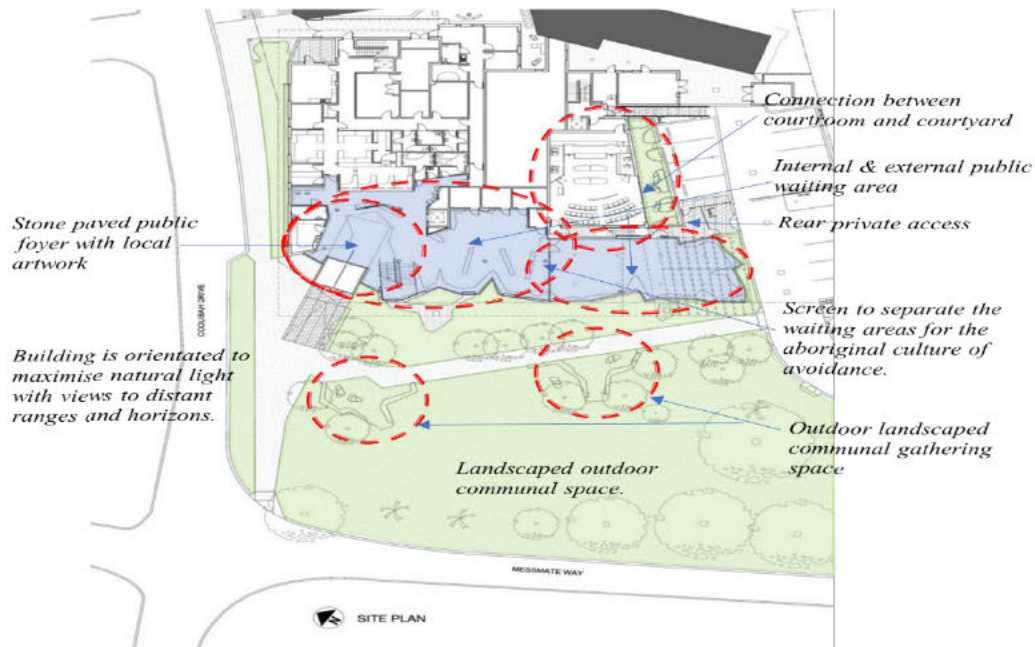 Connection between
courtroom and courtyard
Internal & external public
waiting area
Rear private access
Stone paved public
foyer with local
artwork
COOLIBAH DRIVE
Screen to separate the
waiting areas for the
aboriginal culture of
avoidance.
Building is orientated to
maximise natural light
with views to distant
ranges and horizons.
Outdoor landscaped
communal gathering
space
Landscaped outdoor
communal space.
MESSMATE WAY
SITE PLAN